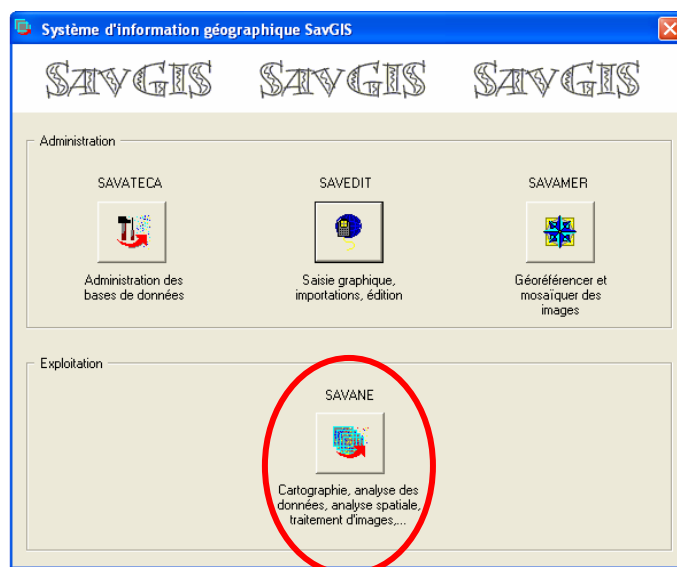 Système d'information géographique SavGIS
SAVGIS SAVGIS SAVGIS
Administration
SAVATECA
Administration des
bases de données
SAVEDIT
Saisie graphique,
importations, édition
SAVAMER
Géoréférencer et
mosaïquer des
images
Exploitation
SAVANE
Cartographie, analyse des
données, analyse spatiale,
traitement d'images,...